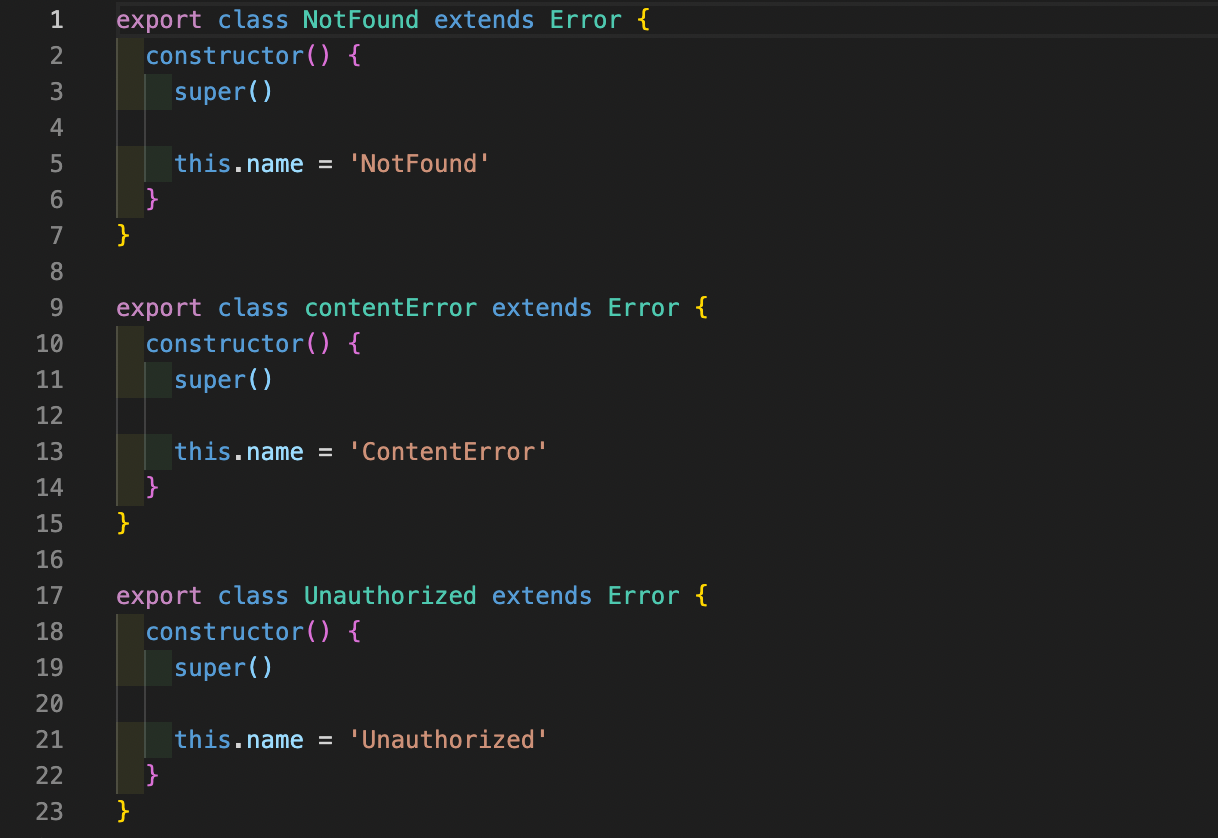 1 export class NotFound extends Error {
2 constructor() {
3 super()
4
5 this.name = 'NotFound'
6 }
7 }
8
9 export class contentError extends Error {
10 constructor() {
11 super()
12
13 this.name = 'ContentError'
14 }
15 }
16
17 export class Unauthorized extends Error {
18 constructor() {
19 super()
20
21 this.name = 'Unauthorized'
22 }
23 }